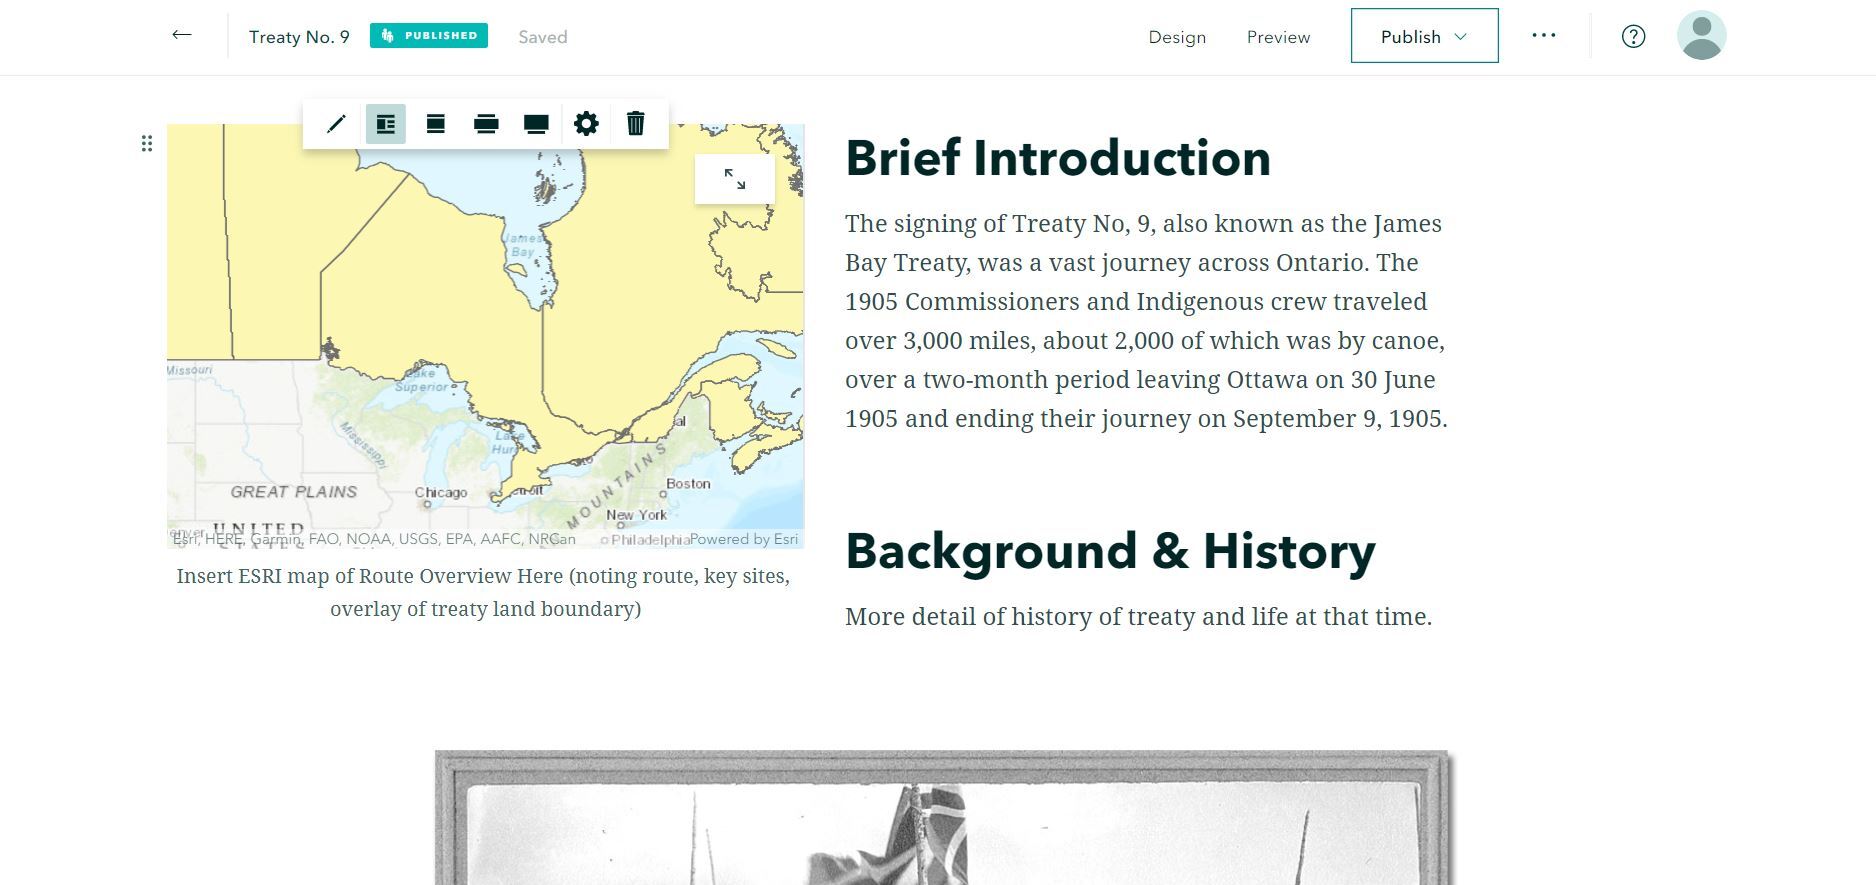 Treaty No. 9 PUBLISHED Saved Design Preview Publish
James
Bay
Missouri
Lake
Superior
Mississippi
Lake
GREAT PLAINS
Chicago
Boston
MOUNTAINS
New York
UNITED
Philadelphia
Esri, HERE, Garmin, FAO, NOAA, USGS, EPA, AAFC, NRCan
Powered by Esri
Insert ESRI map of Route Overview Here (noting route, key sites,
overlay of treaty land boundary)
Brief Introduction
The signing of Treaty No, 9, also known as the James
Bay Treaty, was a vast journey across Ontario. The
1905 Commissioners and Indigenous crew traveled
over 3,000 miles, about 2,000 of which was by canoe,
over a two-month period leaving Ottawa on 30 June
1905 and ending their journey on September 9, 1905.
Background & History
More detail of history of treaty and life at that time.